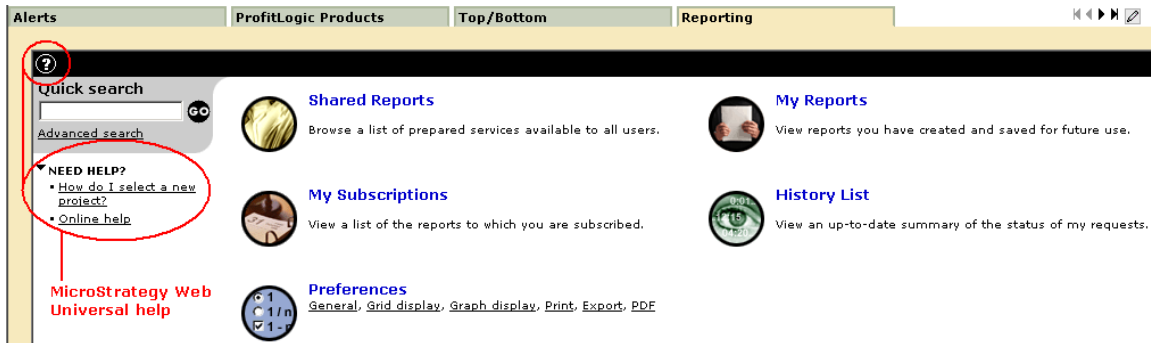 Alerts
ProfitLogic Products
Top/Bottom
Reporting
?
Quick search
GO
Advanced search
NEED HELP?
How do I select a new
project?
Online help
MicroStrategy Web
Universal help
Shared Reports
Browse a list of prepared services available to all users.
My Reports
View reports you have created and saved for future use.
My Subscriptions
View a list of the reports to which you are subscribed.
History List
View an up-to-date summary of the status of my requests.
Preferences
General, Grid display, Graph display, Print, Export, PDF